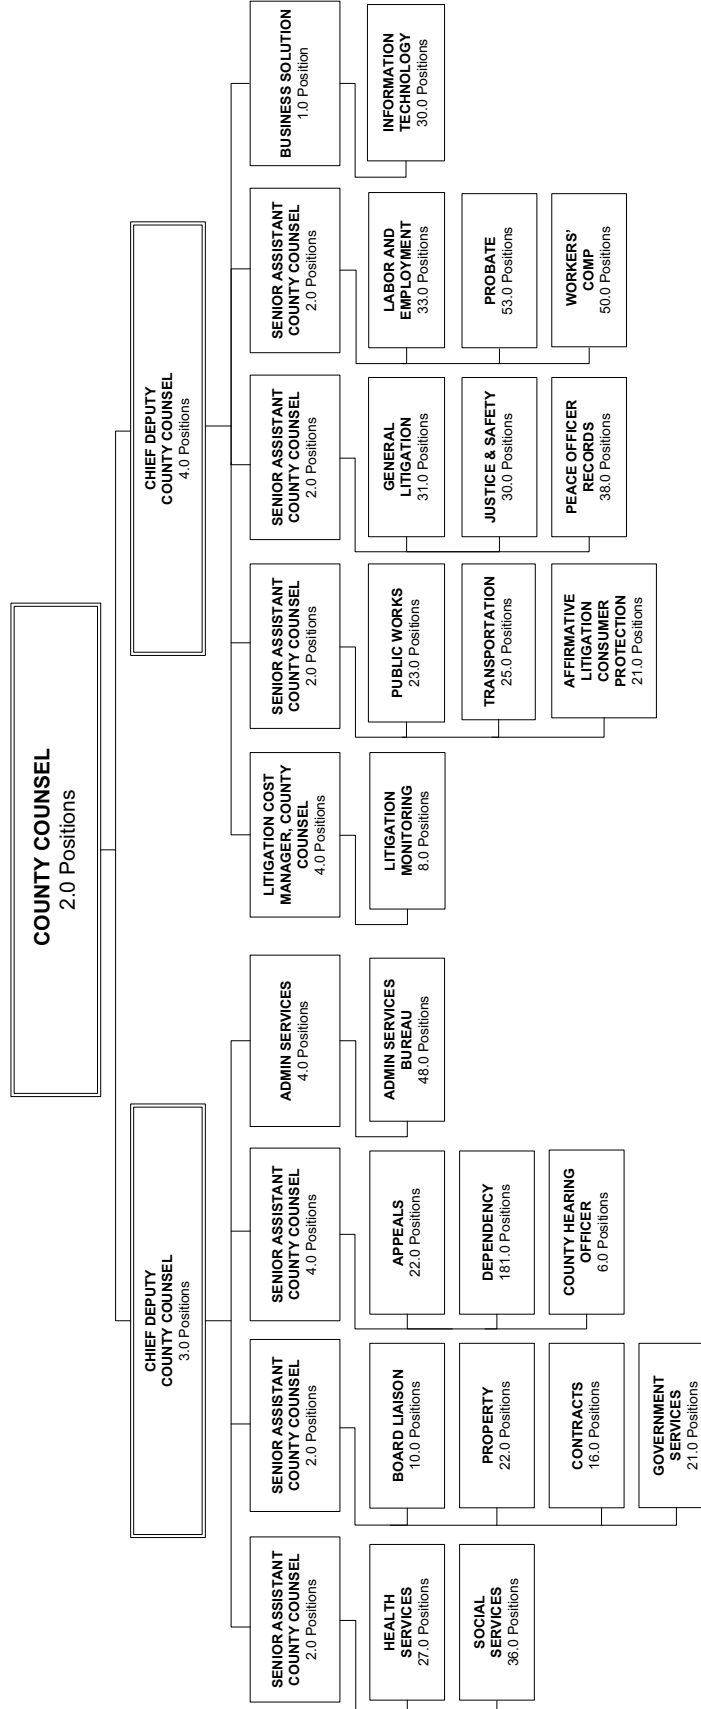 COUNTY COUNSEL
2.0 Positions
CHIEF DEPUTY
COUNTY COUNSEL
3.0 Positions
CHIEF DEPUTY
COUNTY COUNSEL
4.0 Positions
SENIOR ASSISTANT
COUNTY COUNSEL
2.0 Positions
SENIOR ASSISTANT
COUNTY COUNSEL
2.0 Positions
SENIOR ASSISTANT
COUNTY COUNSEL
4.0 Positions
ADMIN SERVICES
4.0 Positions
LITIGATION COST
MANAGER, COUNTY
COUNSEL
4.0 Positions
SENIOR ASSISTANT
COUNTY COUNSEL
2.0 Positions
SENIOR ASSISTANT
COUNTY COUNSEL
2.0 Positions
SENIOR ASSISTANT
COUNTY COUNSEL
2.0 Positions
BUSINESS SOLUTION
1.0 Position
HEALTH
SERVICES
27.0 Positions
SOCIAL
SERVICES
36.0 Positions
BOARD LIAISON
10.0 Positions
PROPERTY
22.0 Positions
CONTRACTS
16.0 Positions
GOVERNMENT
SERVICES
21.0 Positions
APPEALS
22.0 Positions
DEPENDENCY
181.0 Positions
COUNTY HEARING
OFFICER
6.0 Positions
ADMIN SERVICES
BUREAU
48.0 Positions
LITIGATION
MONITORING
8.0 Positions
PUBLIC WORKS
23.0 Positions
TRANSPORTATION
25.0 Positions
AFFIRMATIVE
LITIGATION
CONSUMER
PROTECTION
21.0 Positions
GENERAL
LITIGATION
31.0 Positions
JUSTICE & SAFETY
30.0 Positions
PEACE OFFICER
RECORDS
38.0 Positions
LABOR AND
EMPLOYMENT
33.0 Positions
PROBATE
53.0 Positions
WORKERS'
COMP
50.0 Positions
INFORMATION
TECHNOLOGY
30.0 Positions